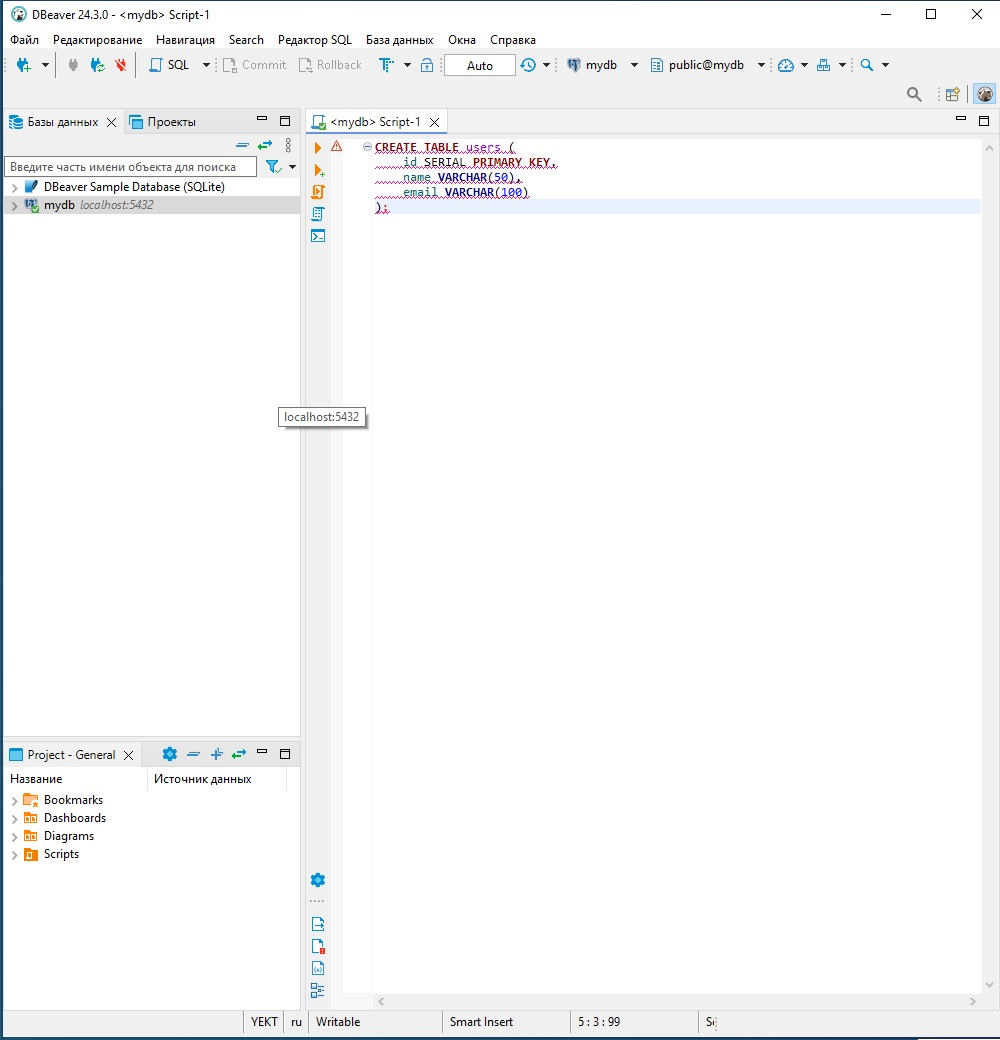 DBeaver 24.3.0 - <mydb> Script-1
Файл Редактирование Навигация Search Редактор SQL База данных Окна Справка
SQL Commit Rollback Auto mydb public@mydb
Базы данных Проекты
<mydb> Script-1
Введите часть имени объекта для поиска
DBeaver Sample Database (SQLite)
mydb localhost:5432
CREATE TABLE users (
id SERIAL PRIMARY KEY,
name VARCHAR(50),
email VARCHAR(100)
);
localhost:5432
Project - General
Название Источник данных
Bookmarks
Dashboards
Diagrams
Scripts
YEKT ru Writable Smart Insert 5 : 3 : 99